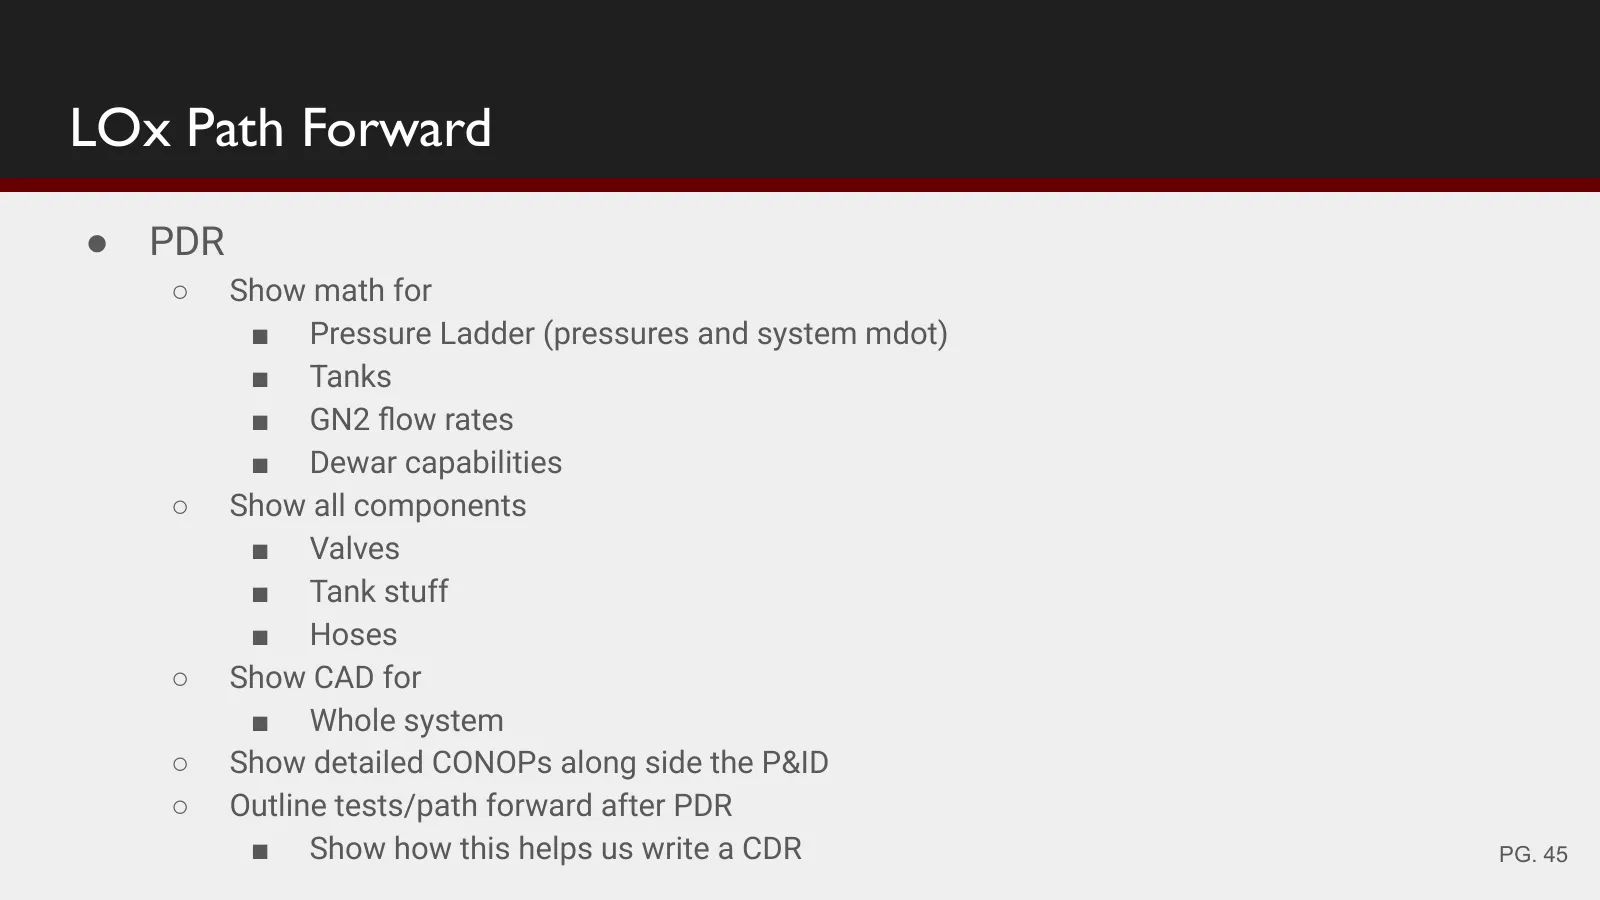 LOx Path Forward
● PDR
○ Show math for
■ Pressure Ladder (pressures and system mdot)
■ Tanks
■ GN2 flow rates
■ Dewar capabilities
○ Show all components
■ Valves
■ Tank stuff
■ Hoses
○ Show CAD for
■ Whole system
○ Show detailed CONOPs along side the P&ID
○ Outline tests/path forward after PDR
■ Show how this helps us write a CDR
PG. 45